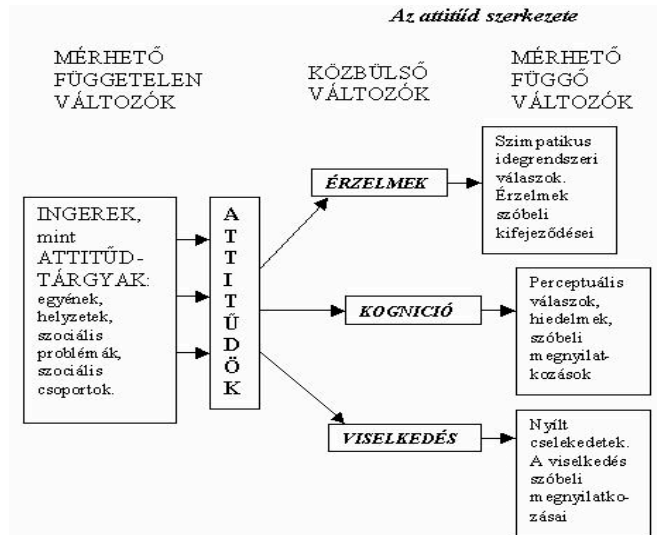 Az attitűd szerkezete
MÉRHETŐ
FÜGGETELEN
VÁLTOZÓK
KÖZBÜLSŐ
VÁLTOZÓK
MÉRHETŐ
FÜGGŐ
VÁLTOZÓK
INGEREK,
mint
ATTITŰD-
TÁRGYAK:
egyének,
helyzetek,
szociális
problémák,
szociális
csoportok.
A
T
T
I
T
Ű
D
Ö
K
ÉRZELMEK
Szimpatikus
idegrendszeri
válaszok.
Érzelmek
szóbeli
kifejeződései
KOGNICIÓ
Perceptuális
válaszok,
hiedelmek,
szóbeli
megnyilat-
kozások
VISELKEDÉS
Nyílt
cselekedetek.
A viselkedés
szóbeli
megnyilatko-
zásai